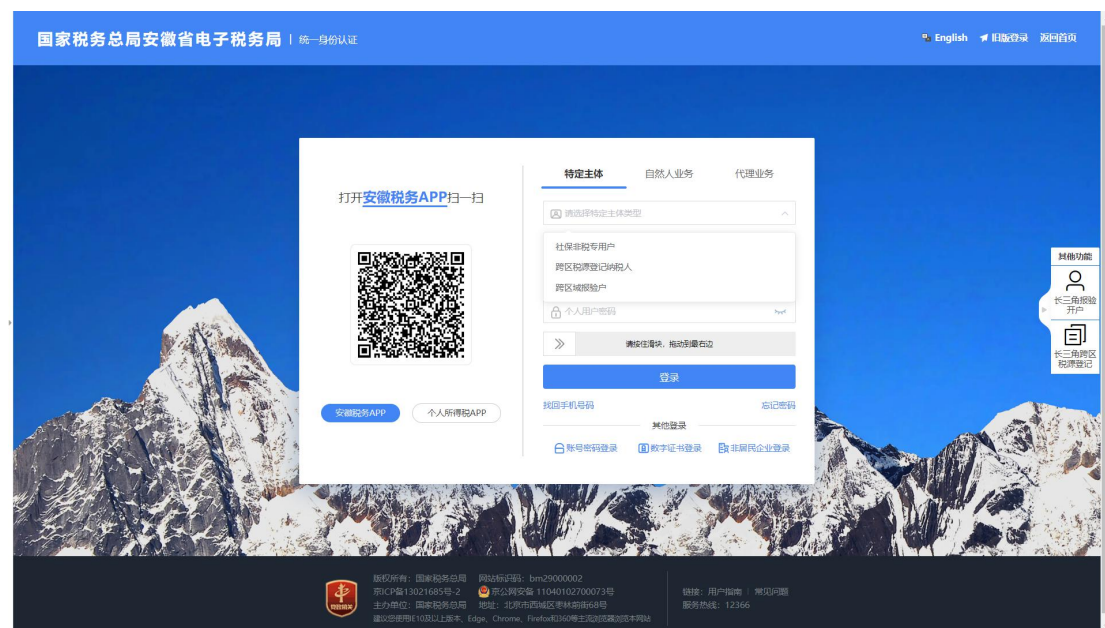 国家税务总局安徽省电子税务局 | 统一身份认证
English 旧版登录 返回首页
打开安徽税务APP扫一扫
安徽税务APP 个人所得税APP
特定主体 自然人业务 代理业务
请选择特定主体类型
社保非税专用户
跨区税源登记纳税人
跨区域报验户
个人用户密码
请按住滑块，拖动到最右边
登录
找回手机号码 忘记密码
其他登录
账号密码登录 数字证书登录 非居民企业登录
其他功能
长三角报验
开户
长三角跨区
税源登记
版权所有：国家税务总局 网站标识码：bm29000002
京ICP备13021685号-2 京公网安备 11040102700073号
主办单位：国家税务总局 地址：北京市西城区枣林前街68号
建议您使用IE10及以上版本、Edge、Chrome、Firefox和360等主流浏览器浏览本网站
链接：用户指南 | 常见问题
服务热线：12366
党政机关